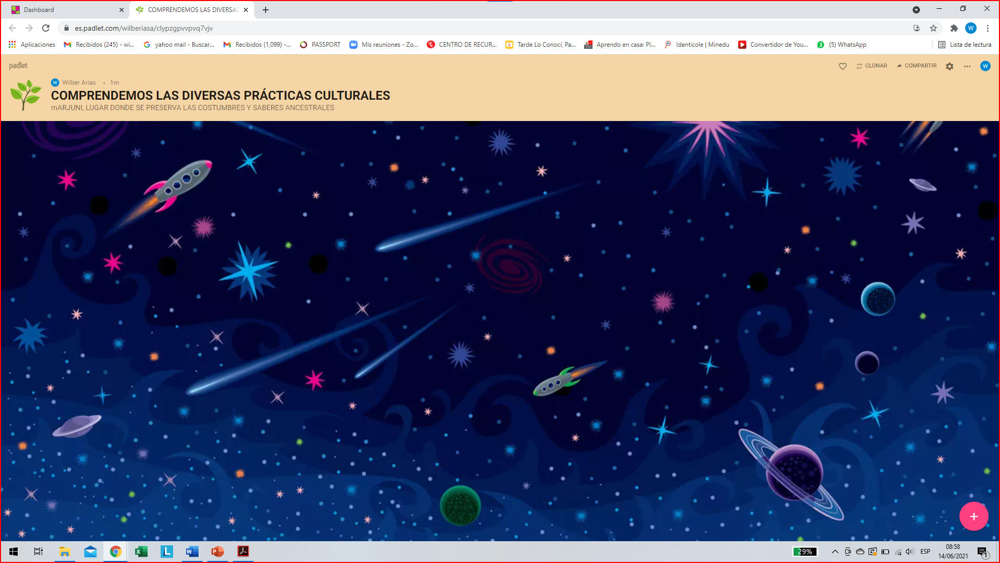 Dashboard
COMPRENDEMOS LAS DIVERSAS
es.padlet.com/wilberiasa/clypzgpvvpvq7vjv
W
Aplicaciones
Recibidos (245) - wi...
yahoo mail - Buscar...
Recibidos (1,099) -...
PASSPORT
Mis reuniones - Zo...
CENTRO DE RECUR...
Tarde Lo Conocí, Pa...
Aprendo en casa: Pl...
Identicole | Minedu
Convertidor de You...
3
(5) WhatsApp
Lista de lectura
padlet
CLONAR
COMPARTIR
W
W
Wilber Arias • 1m
COMPRENDEMOS LAS DIVERSAS PRÁCTICAS CULTURALES
mARJUNI, LUGAR DONDE SE PRESERVA LAS COSTUMBRES Y SABERES ANCESTRALES
X
L
W
P
29%
ESP
08:58
14/06/2021
1